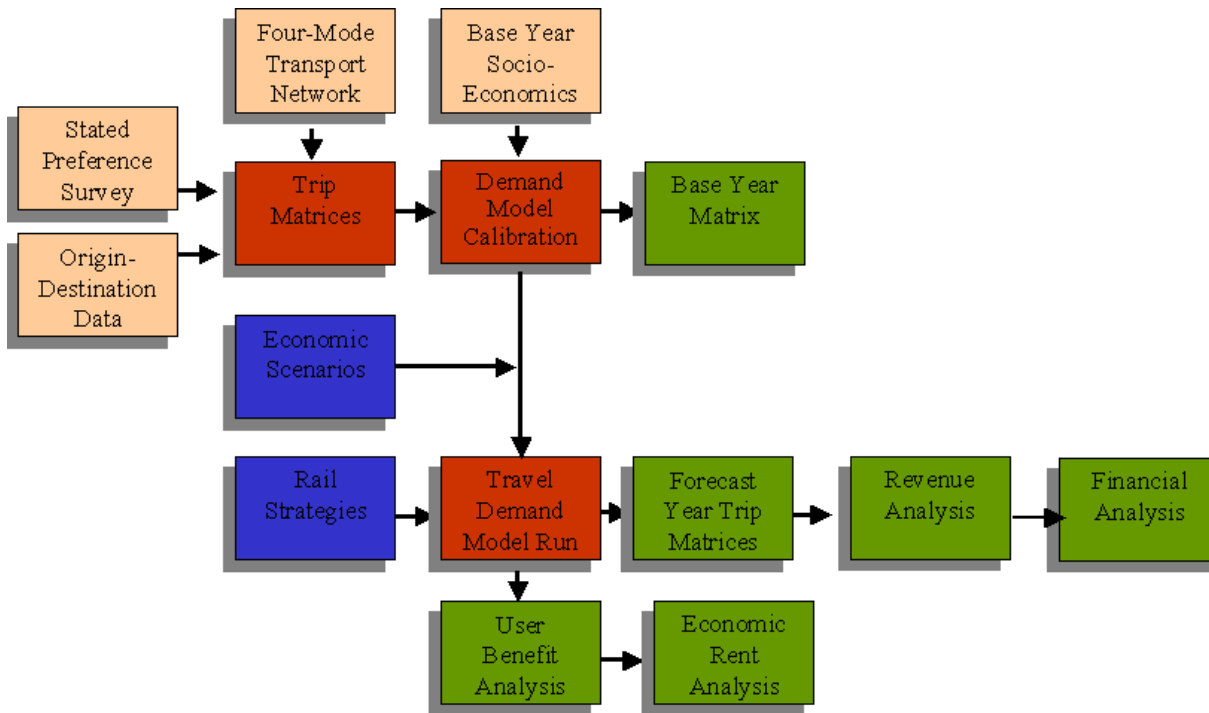 Four-Mode
Transport
Network
Base Year
Socio-
Economics
Stated
Preference
Survey
Trip
Matrices
Demand
Model
Calibration
Base Year
Matrix
Origin-
Destination
Data
Economic
Scenarios
Rail
Strategies
Travel
Demand
Model Run
Forecast
Year Trip
Matrices
Revenue
Analysis
Financial
Analysis
User
Benefit
Analysis
Economic
Rent
Analysis